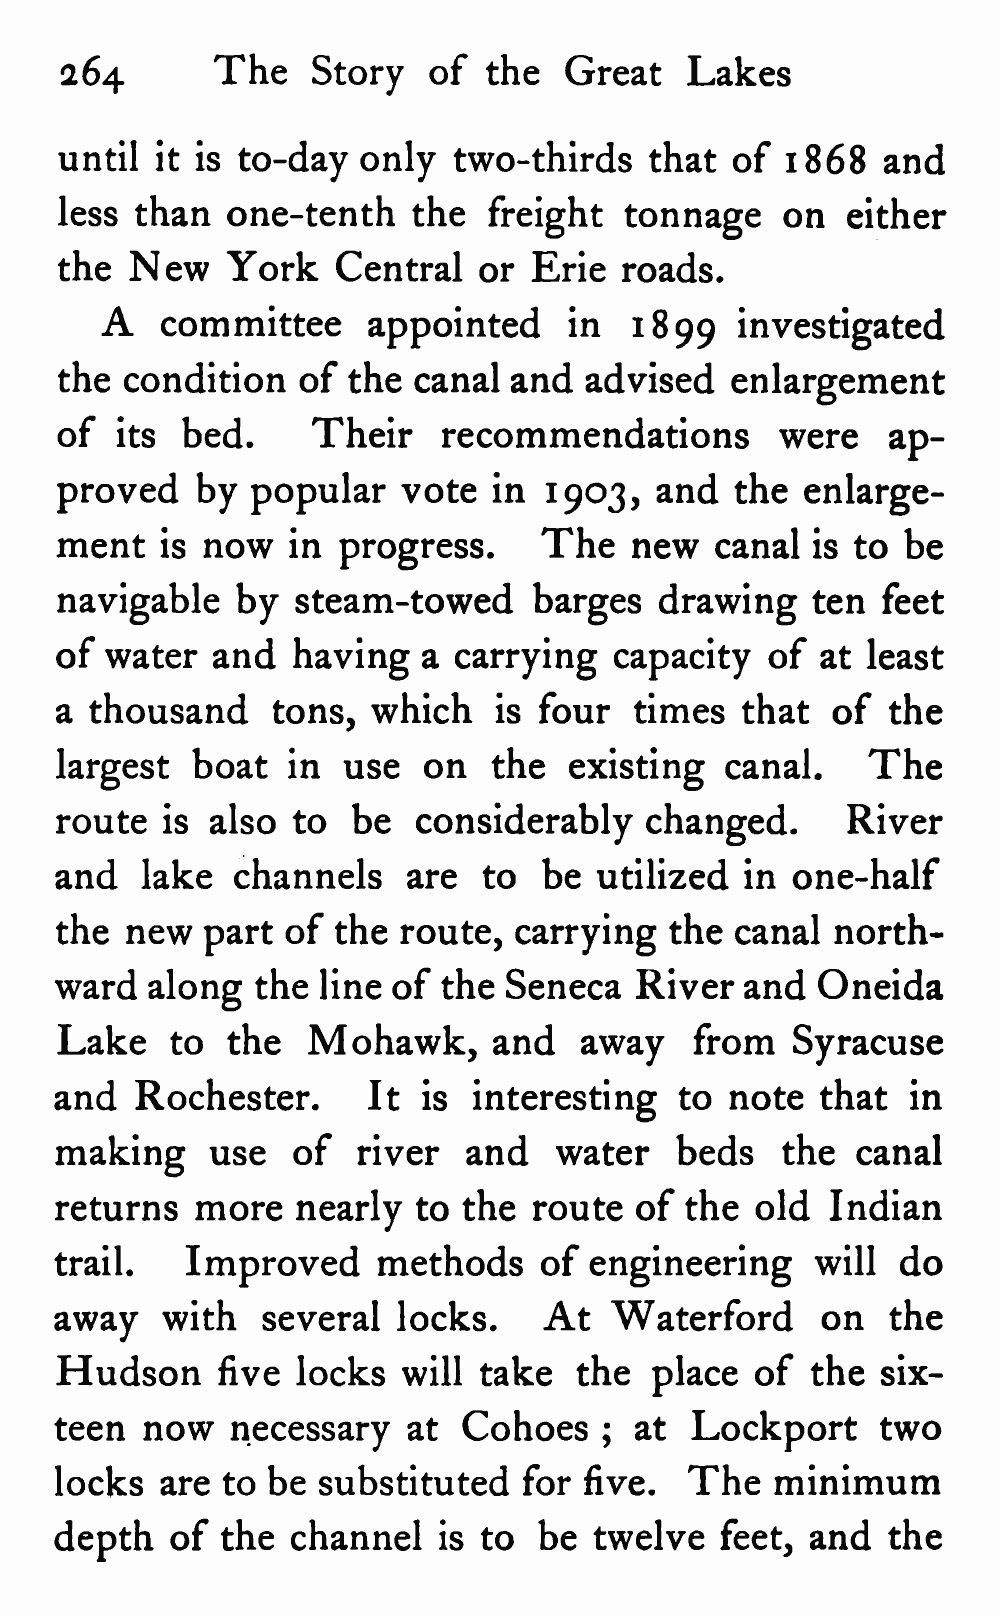 264 The Story of the Great Lakes
until it is to-day only two-thirds that of 1868 and
less than one-tenth the freight tonnage on either
the New York Central or Erie roads.
A committee appointed in 1899 investigated
the condition of the canal and advised enlargement
of its bed. Their recommendations were ap-
proved by popular vote in 1903, and the enlarge-
ment is now in progress. The new canal is to be
navigable by steam-towed barges drawing ten feet
of water and having a carrying capacity of at least
a thousand tons, which is four times that of the
largest boat in use on the existing canal. The
route is also to be considerably changed. River
and lake channels are to be utilized in one-half
the new part of the route, carrying the canal north-
ward along the line of the Seneca River and Oneida
Lake to the Mohawk, and away from Syracuse
and Rochester. It is interesting to note that in
making use of river and water beds the canal
returns more nearly to the route of the old Indian
trail. Improved methods of engineering will do
away with several locks. At Waterford on the
Hudson five locks will take the place of the six-
teen now necessary at Cohoes ; at Lockport two
locks are to be substituted for five. The minimum
depth of the channel is to be twelve feet, and the